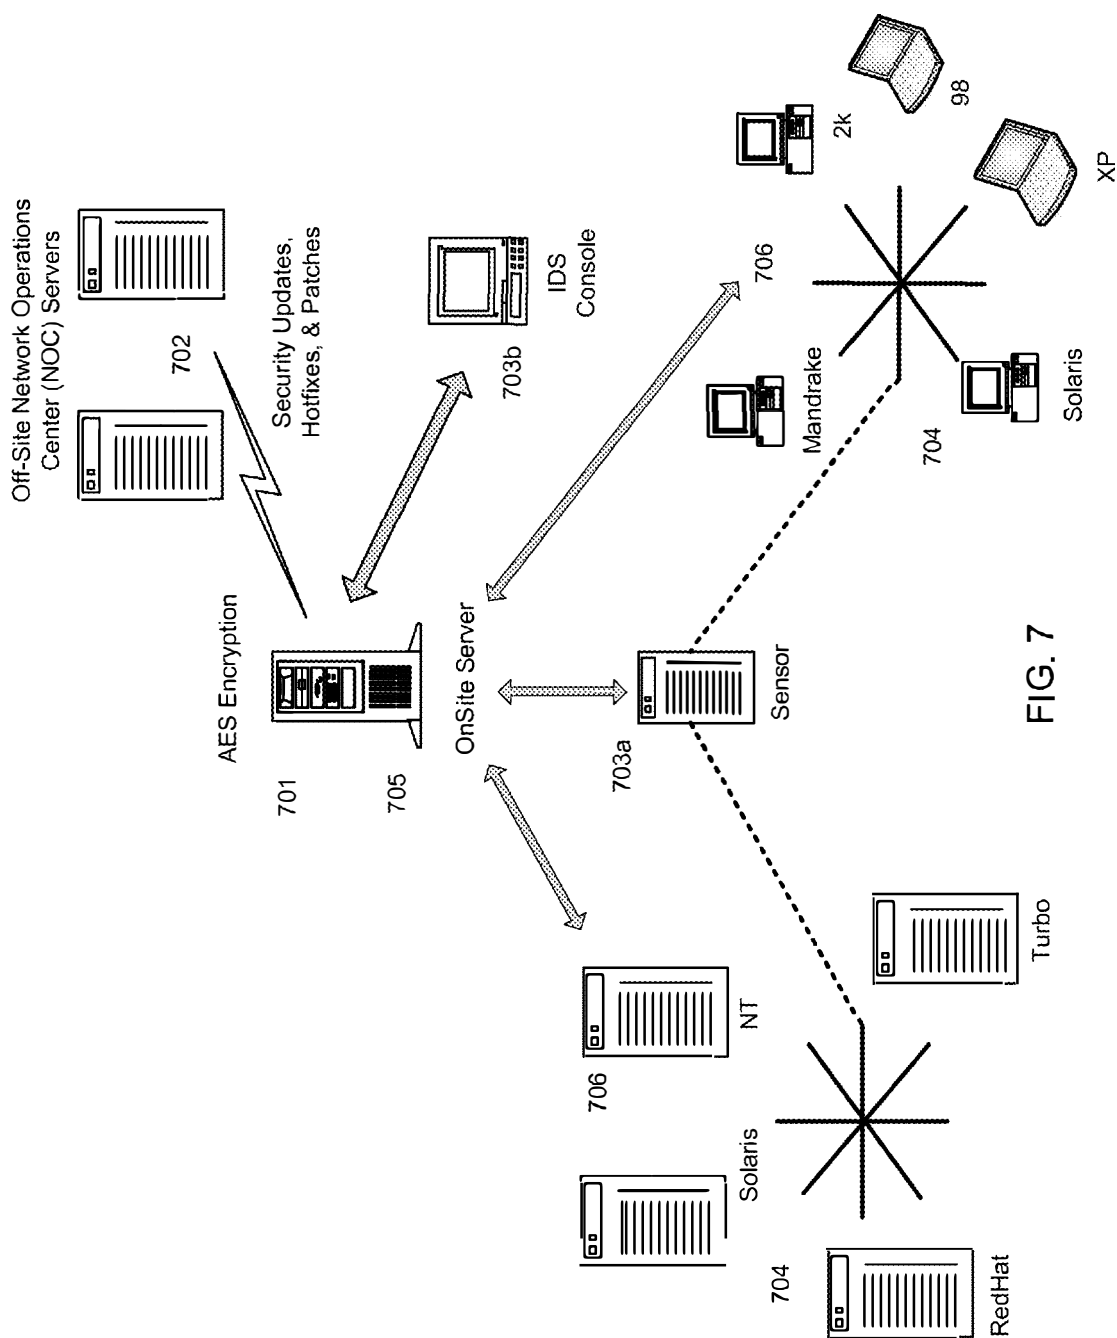 Off-Site Network Operations
Center (NOC) Servers
702
AES Encryption
Security Updates,
Hotfixes, & Patches
701
705
OnSite Server
703b
IDS
Console
703a
Sensor
706
NT
Solaris
704
RedHat
Turbo
706
Mandrake
2k
98
704
Solaris
XP
FIG. 7